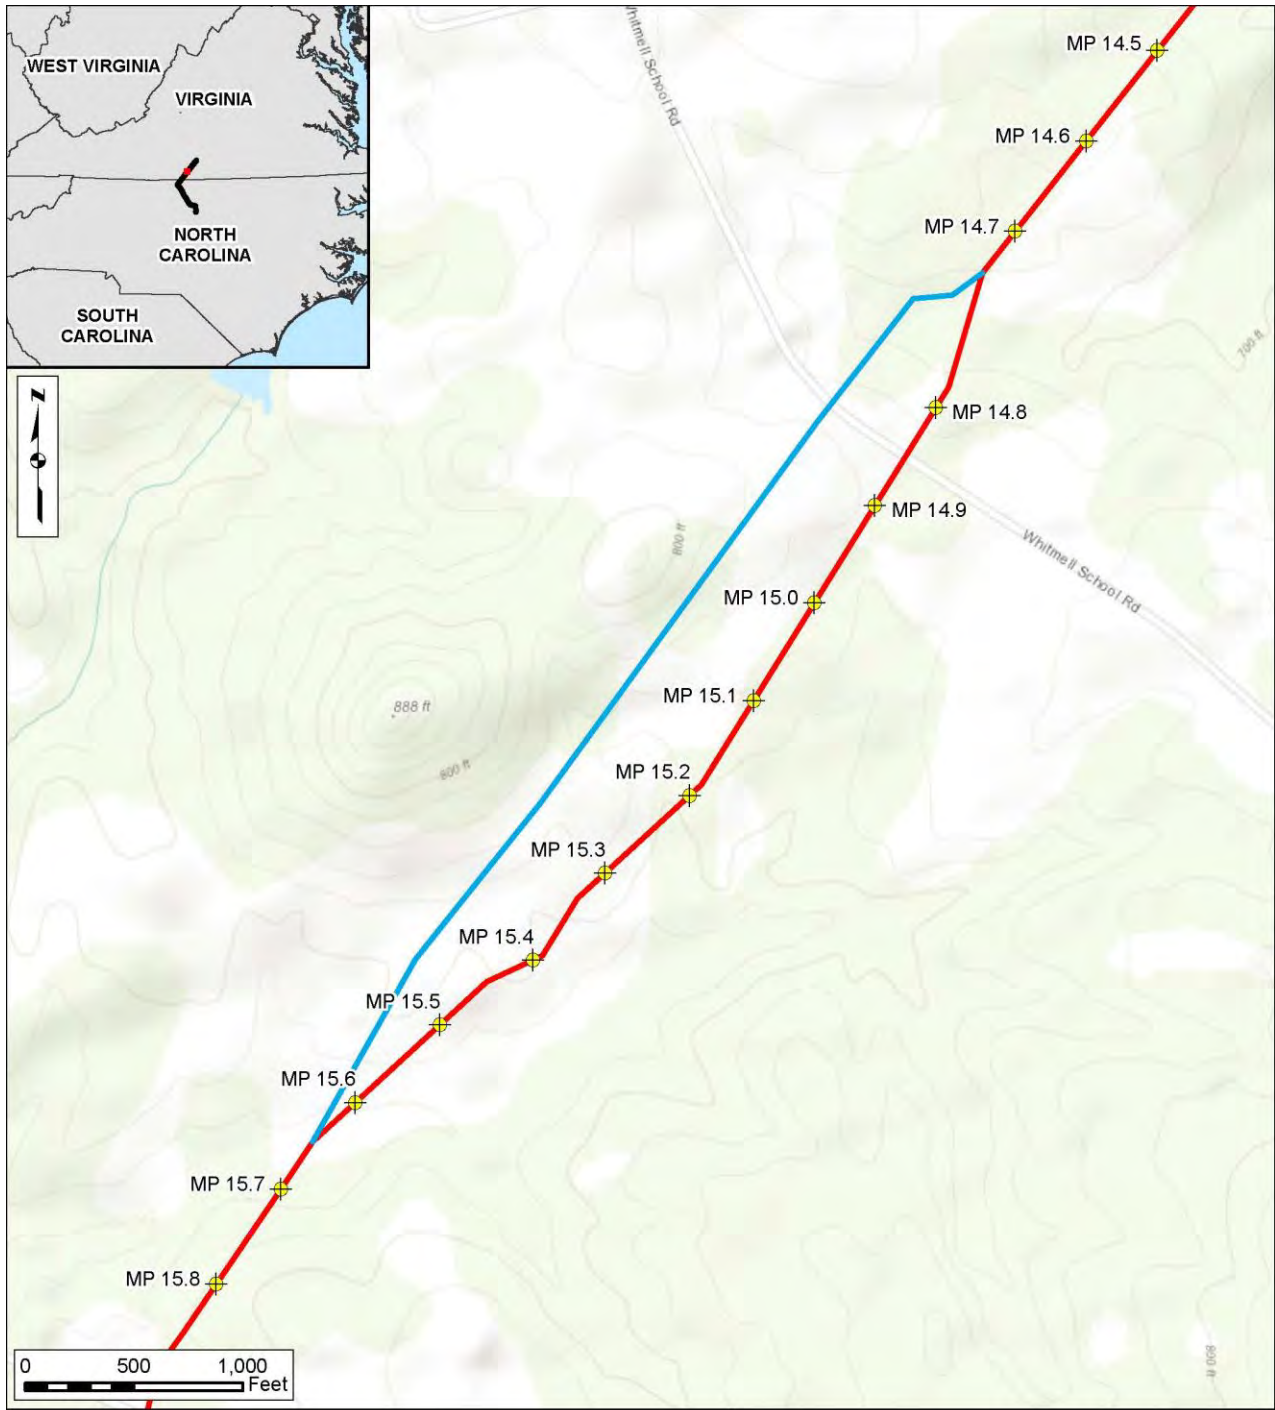 WEST VIRGINIA
VIRGINIA
NORTH
CAROLINA
SOUTH
CAROLINA
N
Whitmell School Rd
MP 14.5
MP 14.6
MP 14.7
700 ft
MP 14.8
MP 14.9
800 ft
Whitmell School Rd
MP 15.0
MP 15.1
888 ft
800 ft
MP 15.2
MP 15.3
MP 15.4
MP 15.5
MP 15.6
MP 15.7
MP 15.8
800 ft
0 500 1,000
Feet